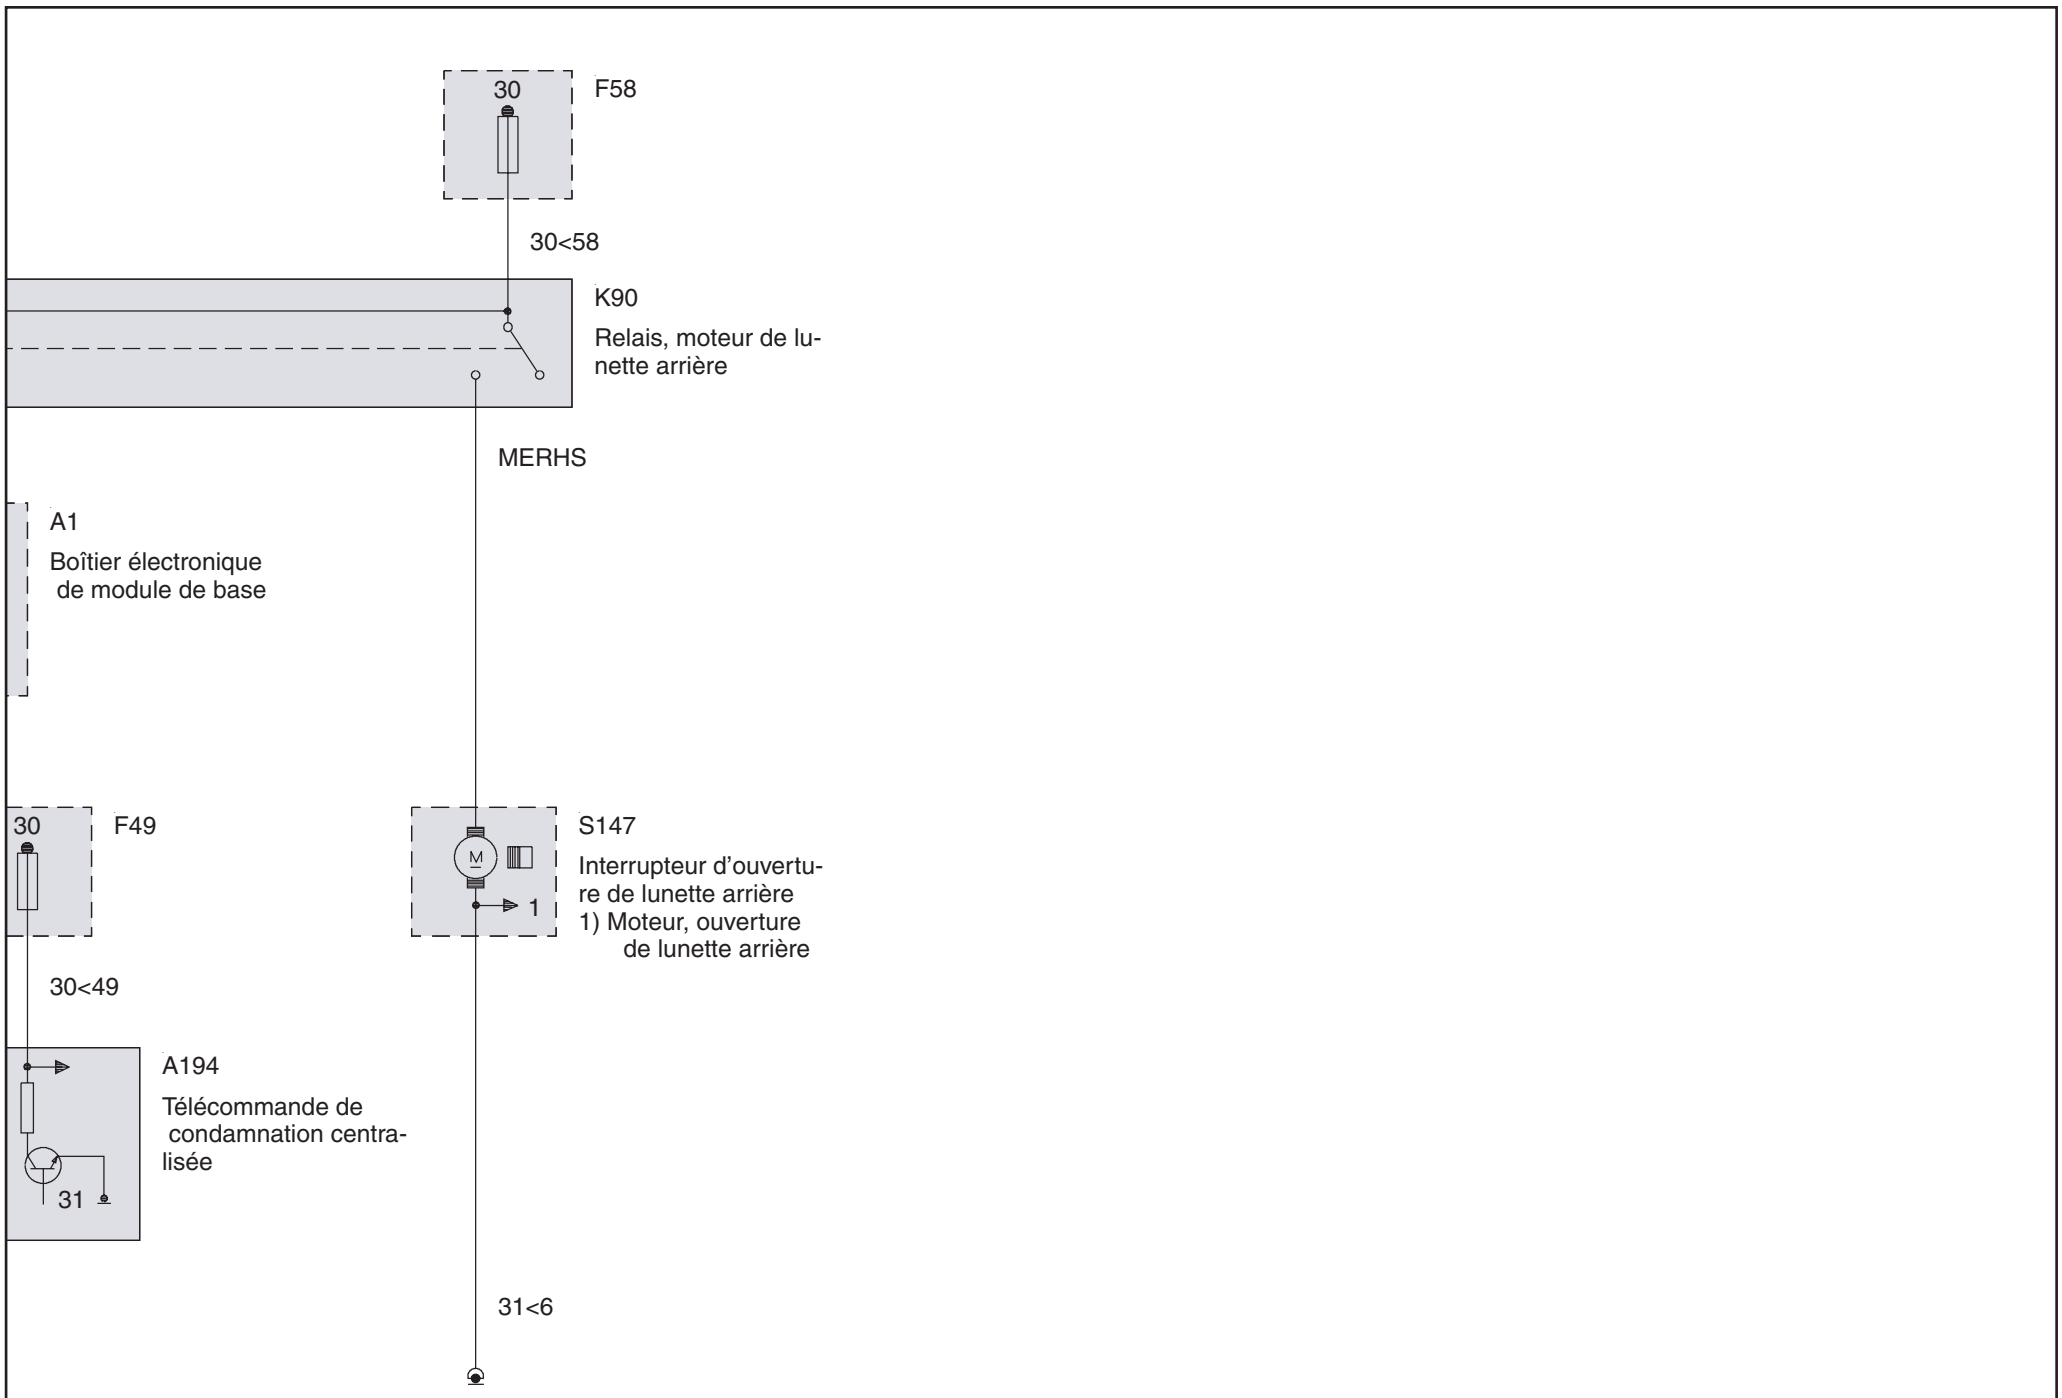 30
F58
30<58
K90
Relais, moteur de lu-
nette arrière
MERHS
A1
Boîtier électronique
de module de base
30
F49
S147
M
Interrupteur d'ouvertu-
re de lunette arrière
1
1) Moteur, ouverture
de lunette arrière
30<49
A194
Télécommande de
condamnation centra-
lisée
31
31<6